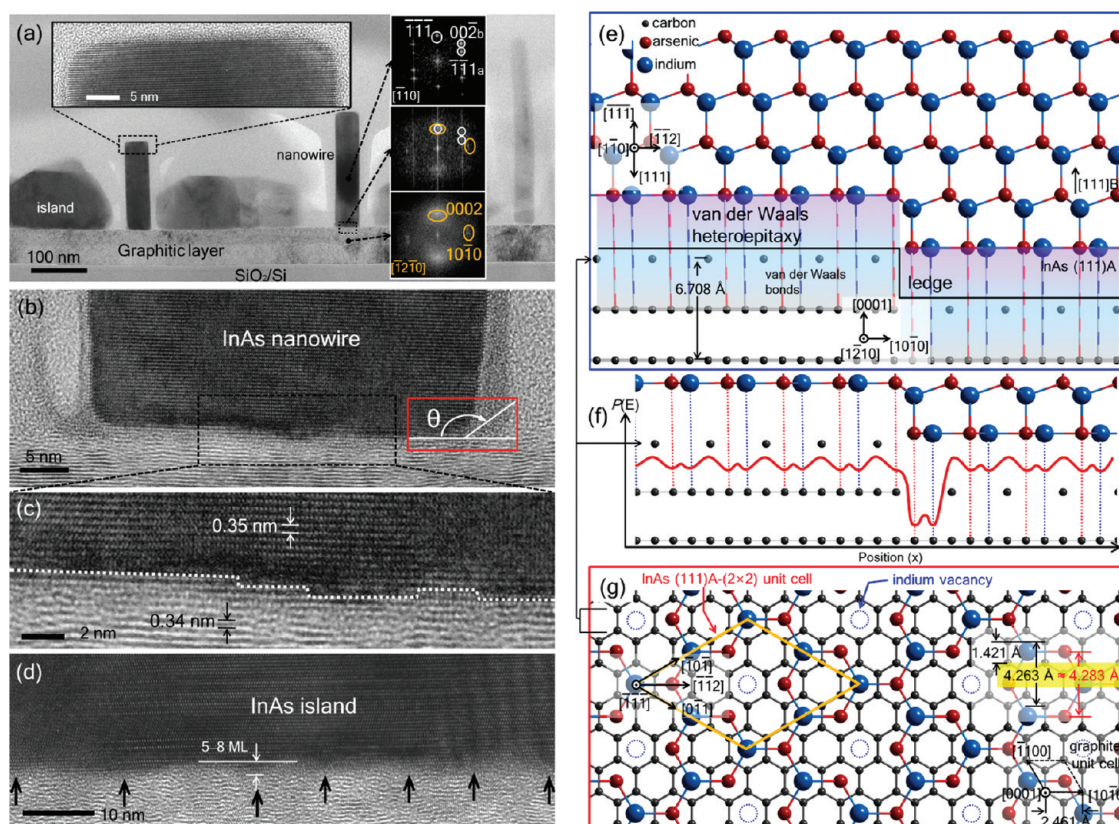 (a)
5 nm
nanowire
island
Graphitic layer
100 nm
SiO₂/Si
1̄1̄1̄
002̄b
1̄1̄1a
[1̄10]
0002
101̄0
[1̄21̄0]
(b)
InAs nanowire
θ
5 nm
(c)
0.35 nm
0.34 nm
2 nm
(d)
InAs island
5-8 ML
10 nm
(e)
carbon
arsenic
indium
[1̄1̄1̄]
[11̄0]
[1̄1̄2]
[111]
[111]B
van der Waals
heteroepitaxy
InAs (111)A
van der Waals
bonds
ledge
6.708 Å
[0001]
[12̄10]
[101̄0]
(f)
P(E)
Position (x)
(g)
InAs (111)A-(2×2) unit cell
indium vacancy
[1̄01̄]
[1̄1̄2]
[1̄1̄1̄]
[01̄1]
1.421 Å
4.263 Å ≈ 4.283 Å
graphite
unit cell
[1̄100]
[0001]
2.461 Å